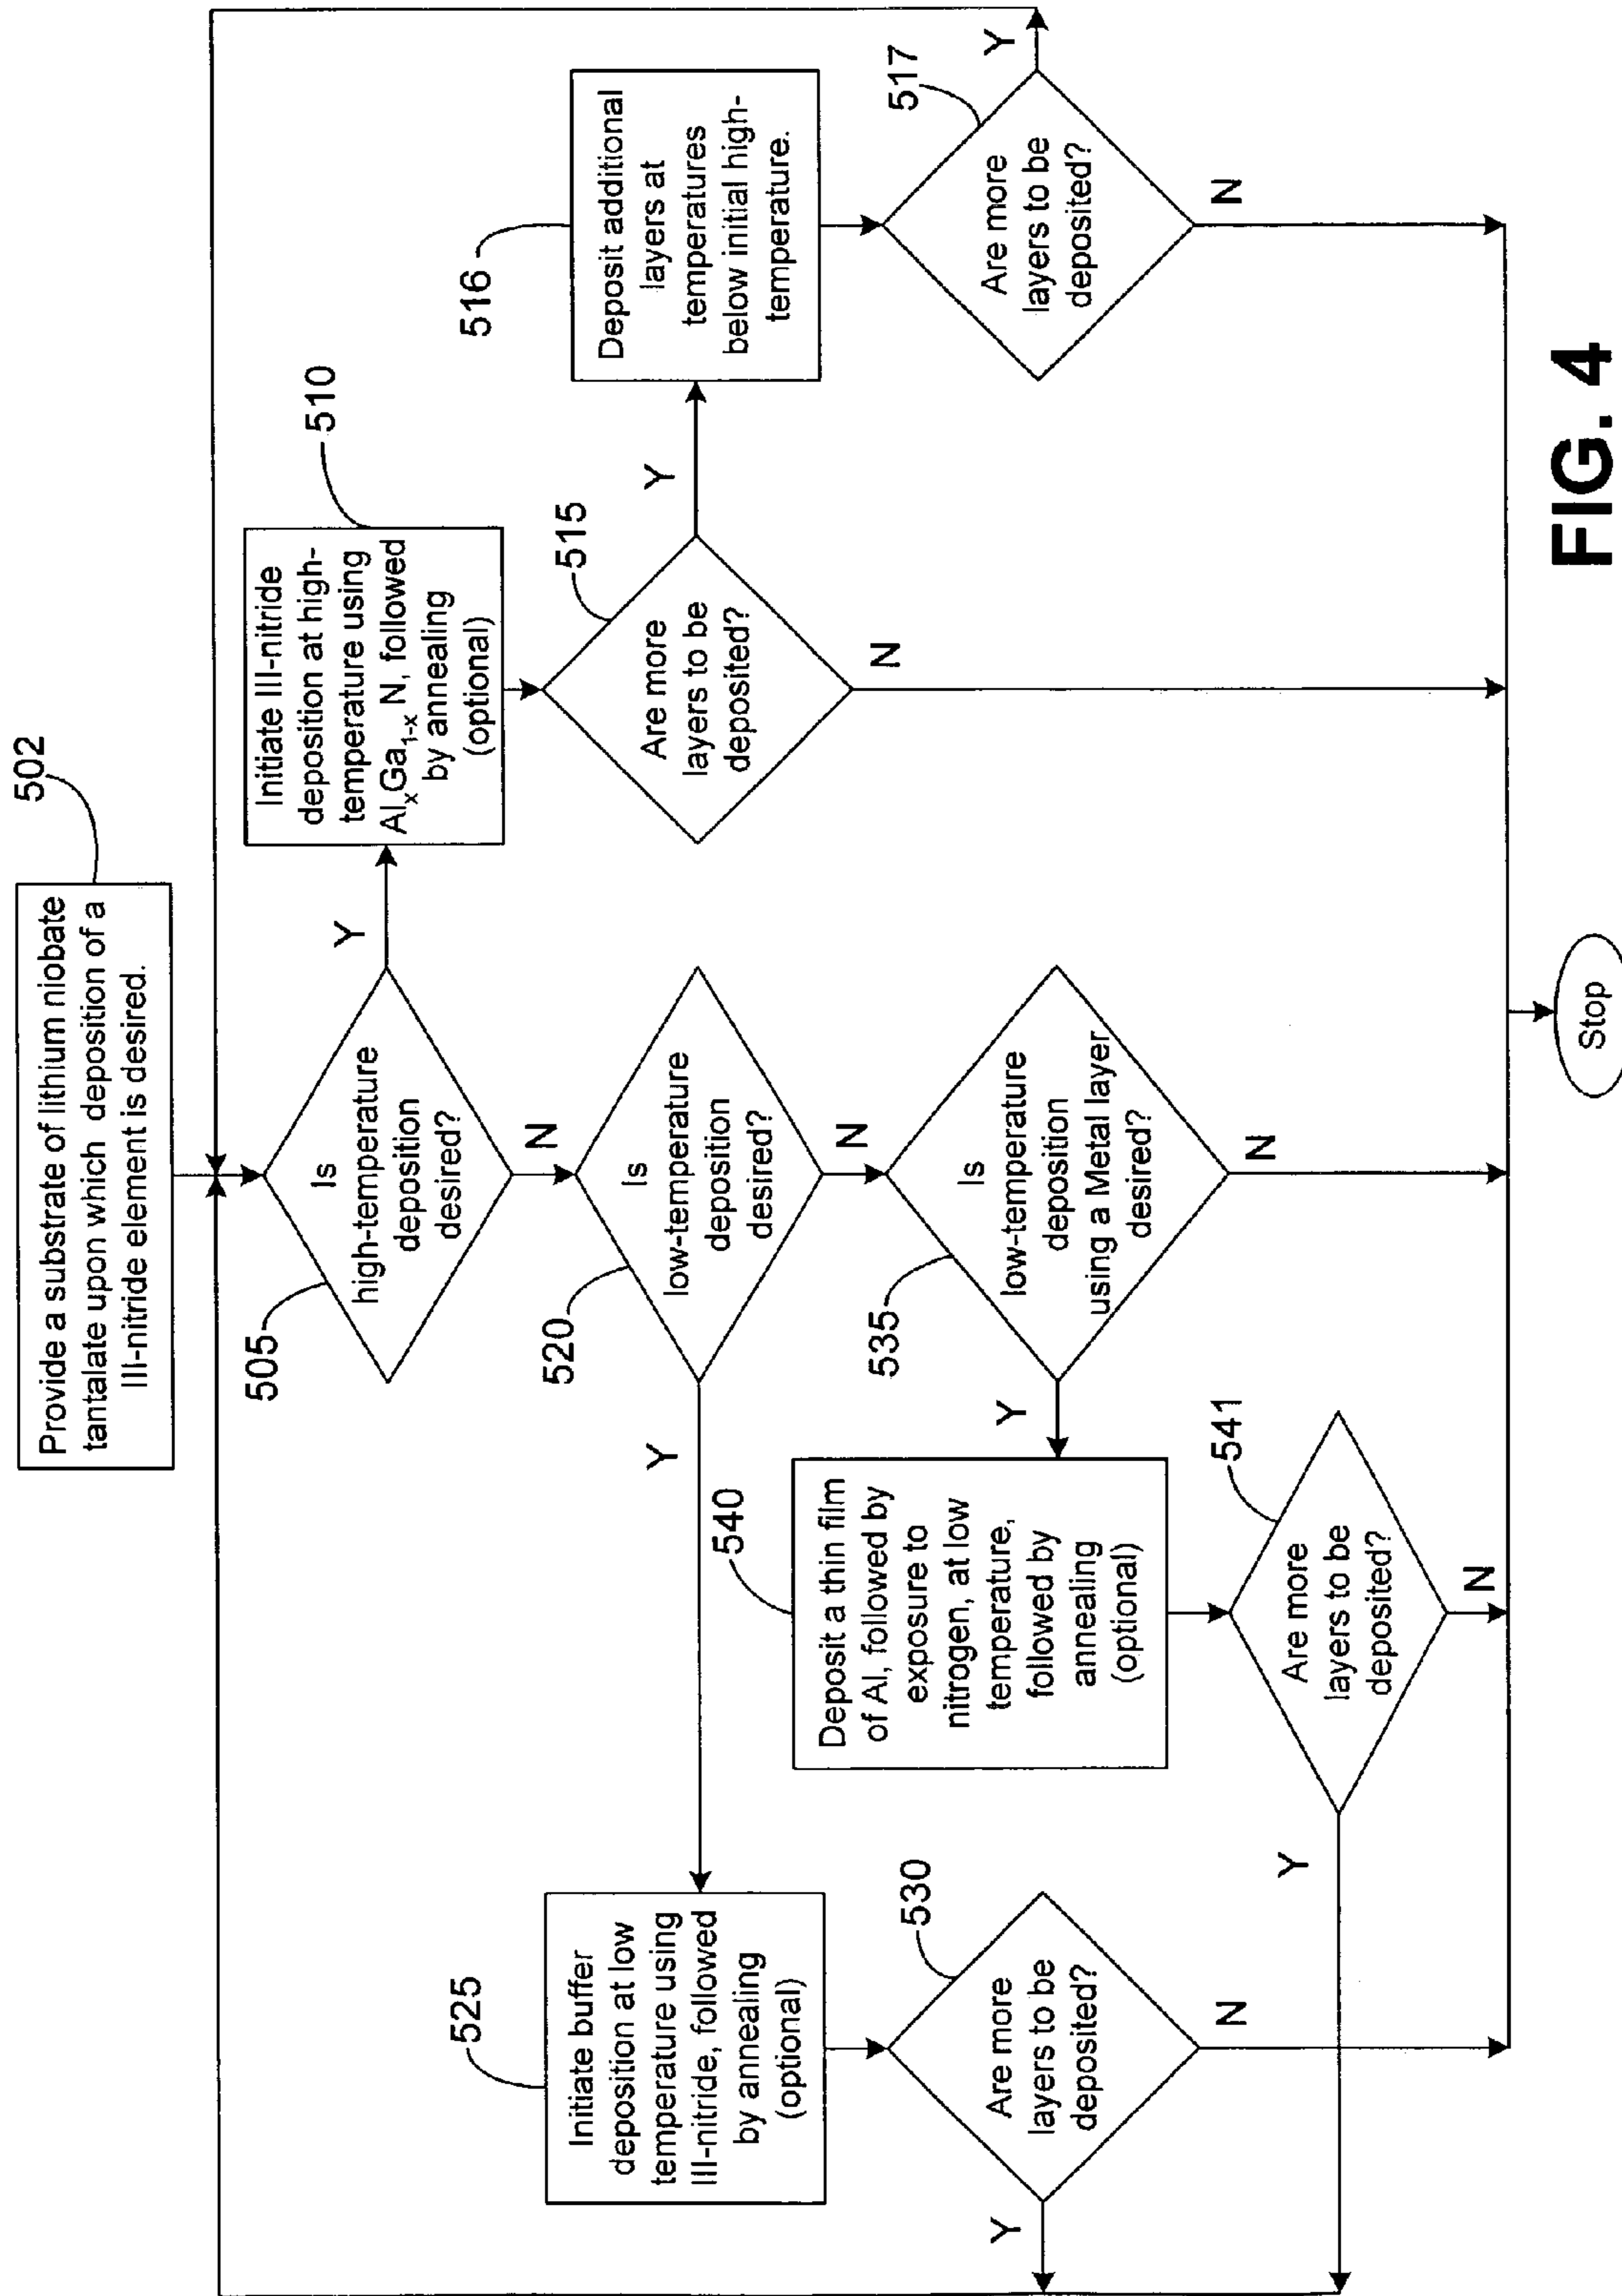 502
Provide a substrate of lithium niobate
tantalate upon which deposition of a
III-nitride element is desired.
505
Is
high-temperature
deposition
desired?
Y
N
510
Initiate III-nitride
deposition at high-
temperature using
AlₓGa₁₋ₓ N, followed
by annealing
(optional)
515
Are more
layers to be
deposited?
Y
N
516
Deposit additional
layers at
temperatures
below initial high-
temperature.
517
Are more
layers to be
deposited?
Y
N
520
Is
low-temperature
deposition
desired?
Y
N
525
Initiate buffer
deposition at low
temperature using
III-nitride, followed
by annealing
(optional)
530
Are more
layers to be
deposited?
Y
N
535
Is
low-temperature
deposition
using a Metal layer
desired?
Y
N
540
Deposit a thin film
of Al, followed by
exposure to
nitrogen, at low
temperature,
followed by
annealing
(optional)
541
Are more
layers to be
deposited?
Y
N
Stop
FIG. 4